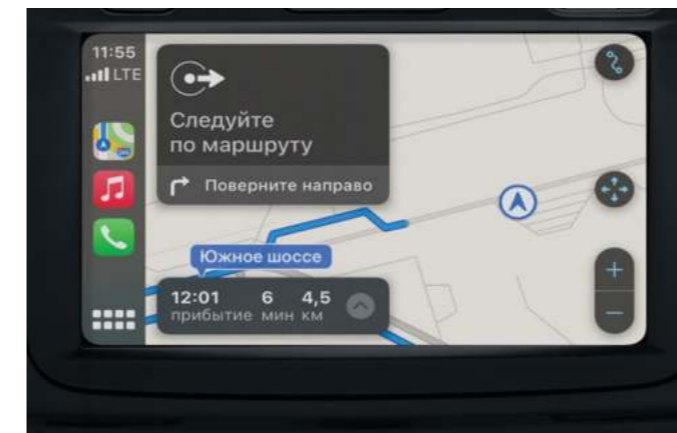 11:55
LTE
Следуйте
по маршруту
Поверните направо
Южное шоссе
12:01 6 4,5
прибытие мин км